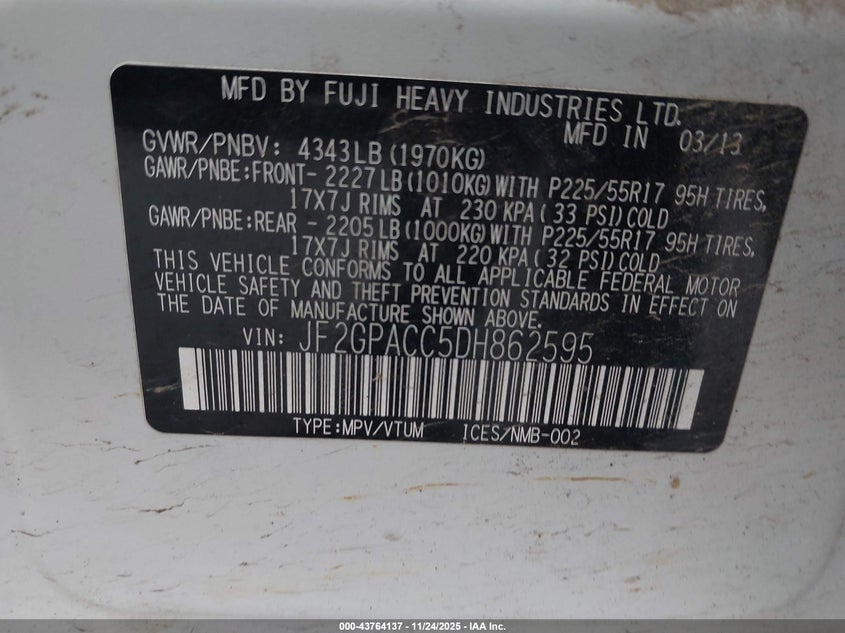 MFD BY FUJI HEAVY INDUSTRIES LTD.
MFD IN 03/13
GVWR/PNBV: 4343LB (1970KG)
GAWR/PNBE:FRONT- 2227LB(1010KG)WITH P225/55R17 95H TIRES,
17X7J RIMS AT 230 KPA(33 PSI)COLD
GAWR/PNBE:REAR - 2205LB(1000KG)WITH P225/55R17 95H TIRES,
17X7J RIMS AT 220 KPA(32 PSI)COLD
THIS VEHICLE CONFORMS TO ALL APPLICABLE FEDERAL MOTOR
VEHICLE SAFETY AND THEFT PREVENTION STANDARDS IN EFFECT ON
THE DATE OF MANUFACTURE SHOWN ABOVE.
VIN: JF2GPACC5DH862595
TYPE:MPV/VTUM ICES/NMB-002
000-43764137 - 11/24/2025 - IAA Inc.